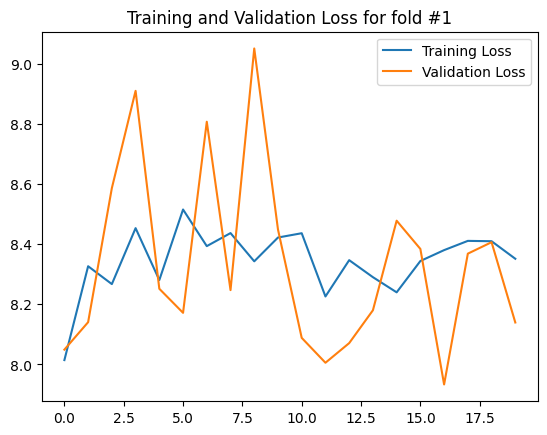 Training and Validation Loss for fold #1
Training Loss
Validation Loss
9.0
8.8
8.6
8.4
8.2
8.0
0.0 2.5 5.0 7.5 10.0 12.5 15.0 17.5